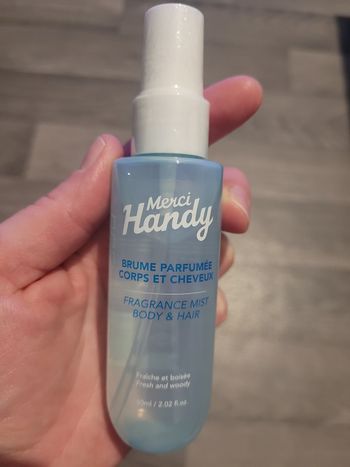 Merci
Handy
BRUME PARFUMÉE
CORPS ET CHEVEUX
FRAGRANCE MIST
BODY & HAIR
Fraîche et boisée
Fresh and woody
/ 2.02 fl.oz